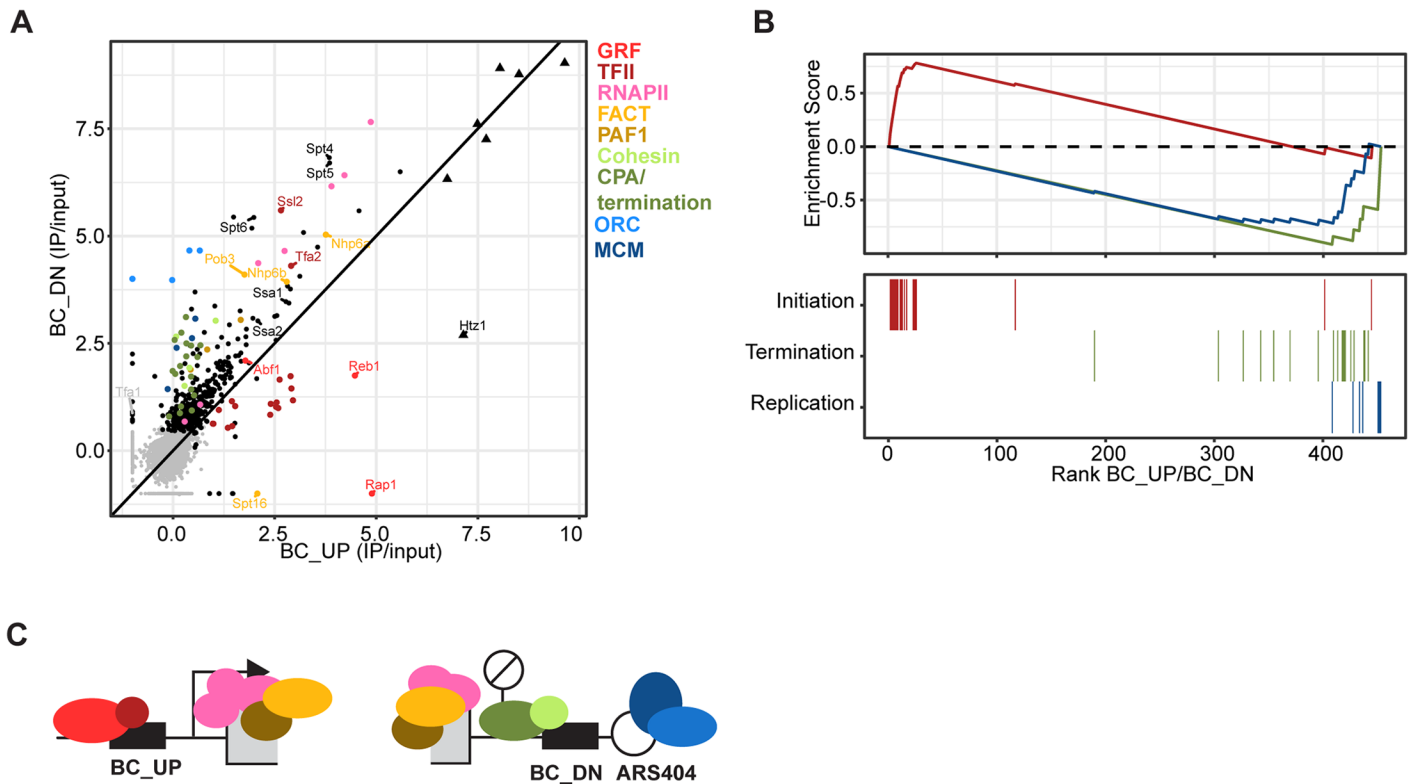 A
BC_DN (IP/input)
7.5
5.0
2.5
0.0
0.0
2.5
5.0
7.5
10
BC_UP (IP/input)
Spt4
Spt5
Ssl2
Spt6
Nhp6a
Pob3
Nhp6b
Tfa2
Ssa1
Ssa2
Htz1
Abf1
Reb1
Tfa1
Spt16
Rap1
GRF
TFII
RNAPII
FACT
PAF1
Cohesin
CPA/
termination
ORC
MCM
B
Enrichment Score
0.5
0.0
-0.5
Initiation
Termination
Replication
0
100
200
300
400
Rank BC_UP/BC_DN
C
BC_UP
BC_DN
ARS404